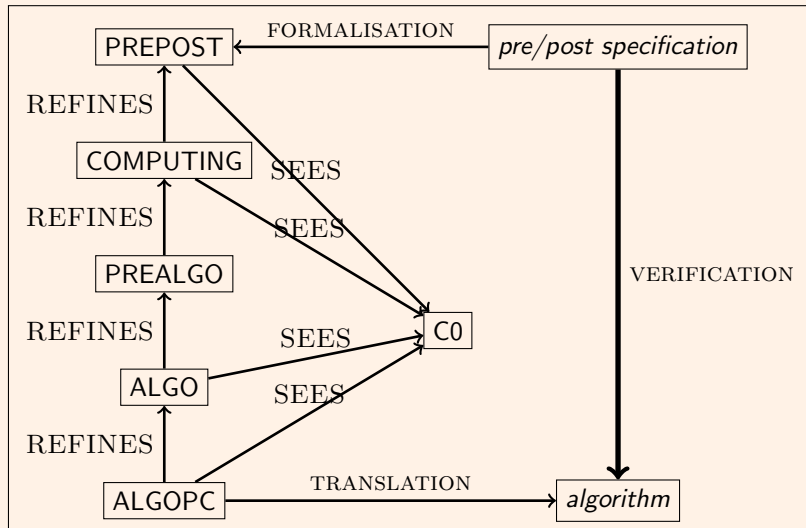 PREPOST
FORMALISATION
pre/post specification
REFINES
COMPUTING
SEES
REFINES
SEES
PREALGO
VERIFICATION
REFINES
SEES
C0
ALGO
SEES
REFINES
TRANSLATION
ALGOPC
algorithm